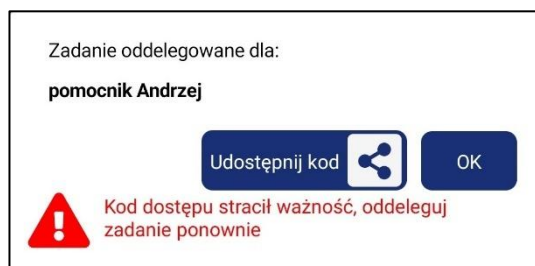 Zadanie oddelegowane dla:
pomocnik Andrzej
Udostępnij kod
OK
Kod dostępu stracił ważność, oddeleguj
zadanie ponownie